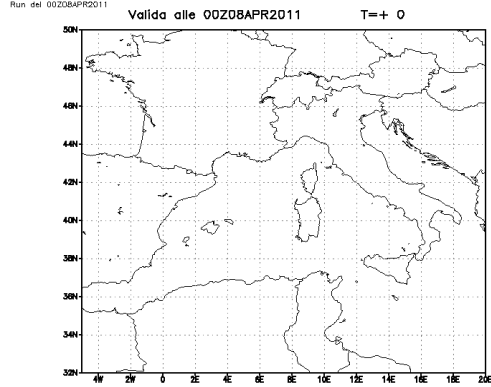 Run del 00Z08APR2011
Valida alle 00Z08APR2011 T=+ 0
50N
48N
46N
44N
42N
40N
38N
36N
34N
32N
4W 2W 0 2E 4E 6E 8E 10E 12E 14E 16E 18E 20E